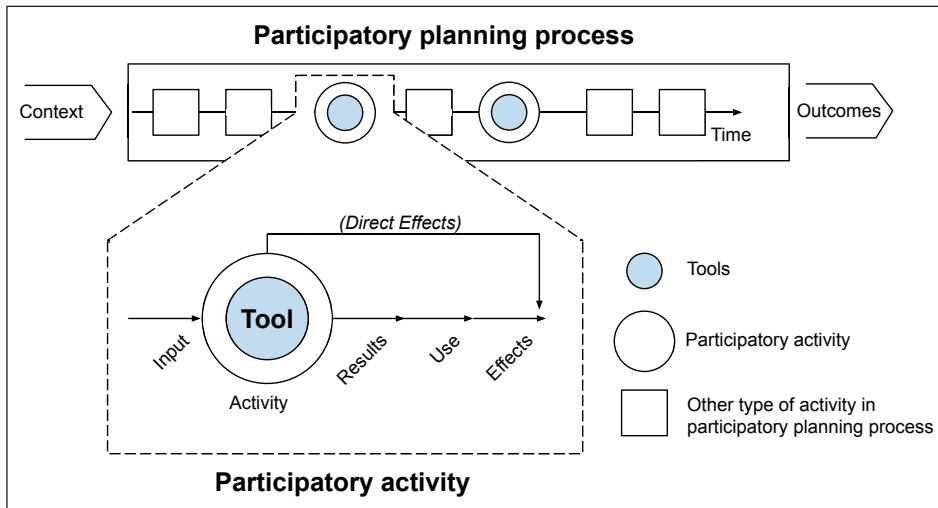 Participatory planning process
Context
Outcomes
Time
(Direct Effects)
Tool
Input
Results
Use
Effects
Activity
Tools
Participatory activity
Other type of activity in
participatory planning process
Participatory activity